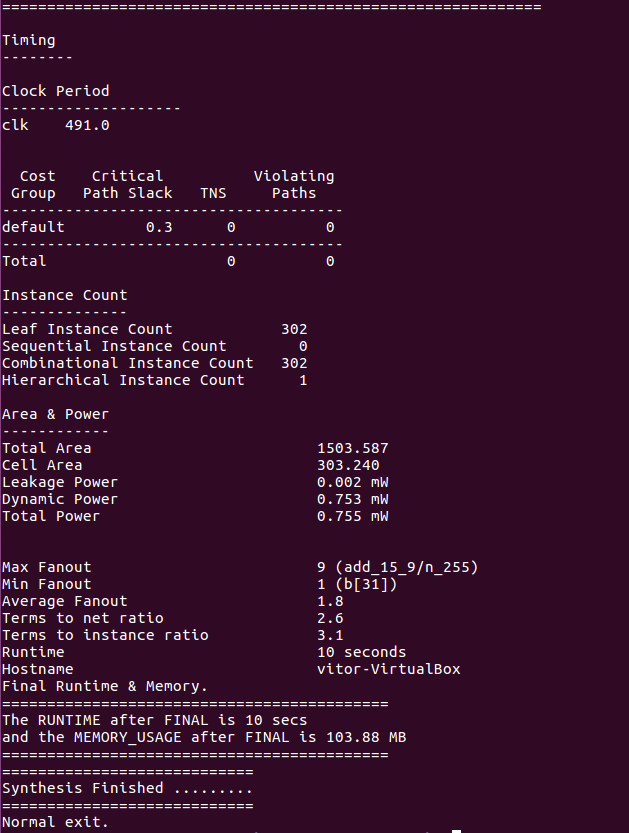 ============================================================
Timing
--------
Clock Period
--------------------
clk    491.0
  Cost    Critical          Violating
 Group   Path Slack   TNS     Paths
--------------------------------------
default         0.3      0          0
--------------------------------------
Total                    0          0
Instance Count
--------------
Leaf Instance Count            302
Sequential Instance Count        0
Combinational Instance Count   302
Hierarchical Instance Count      1
Area & Power
------------
Total Area                         1503.587
Cell Area                          303.240
Leakage Power                      0.002 mW
Dynamic Power                      0.753 mW
Total Power                        0.755 mW
Max Fanout                         9 (add_15_9/n_255)
Min Fanout                         1 (b[31])
Average Fanout                     1.8
Terms to net ratio                 2.6
Terms to instance ratio            3.1
Runtime                            10 seconds
Hostname                           vitor-VirtualBox
Final Runtime & Memory.
===========================================
The RUNTIME after FINAL is 10 secs
and the MEMORY_USAGE after FINAL is 103.88 MB
===========================================
============================
Synthesis Finished .........
============================
Normal exit.